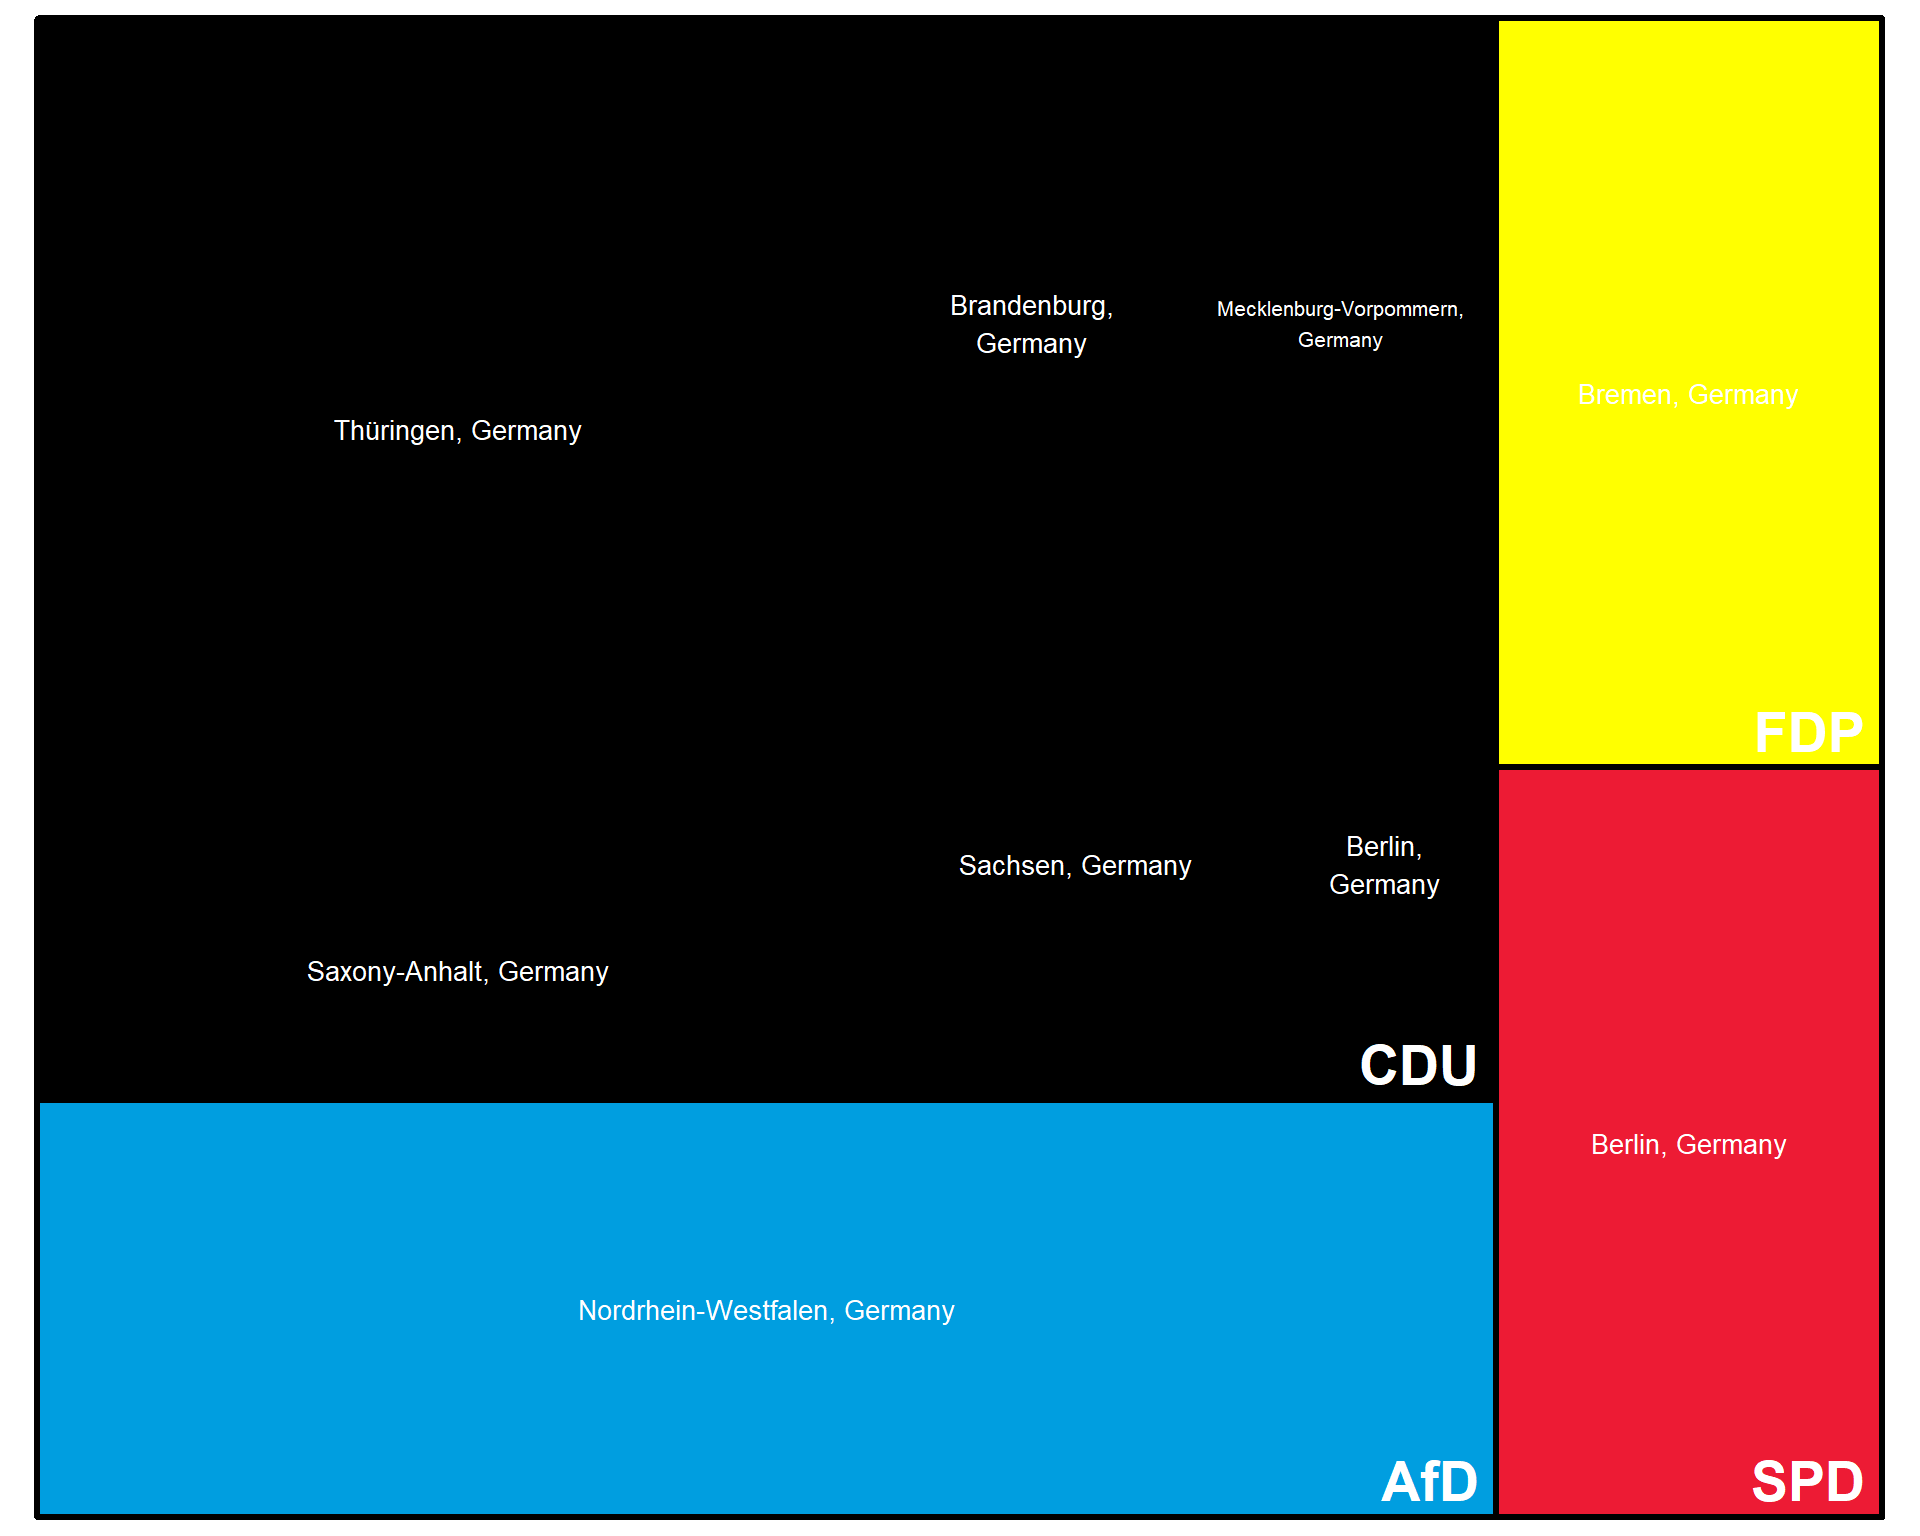 Brandenburg,
Germany
Mecklenburg-Vorpommern,
Germany
Bremen, Germany
Thüringen, Germany
FDP
Sachsen, Germany
Berlin,
Germany
Saxony-Anhalt, Germany
CDU
Berlin, Germany
Nordrhein-Westfalen, Germany
AfD
SPD